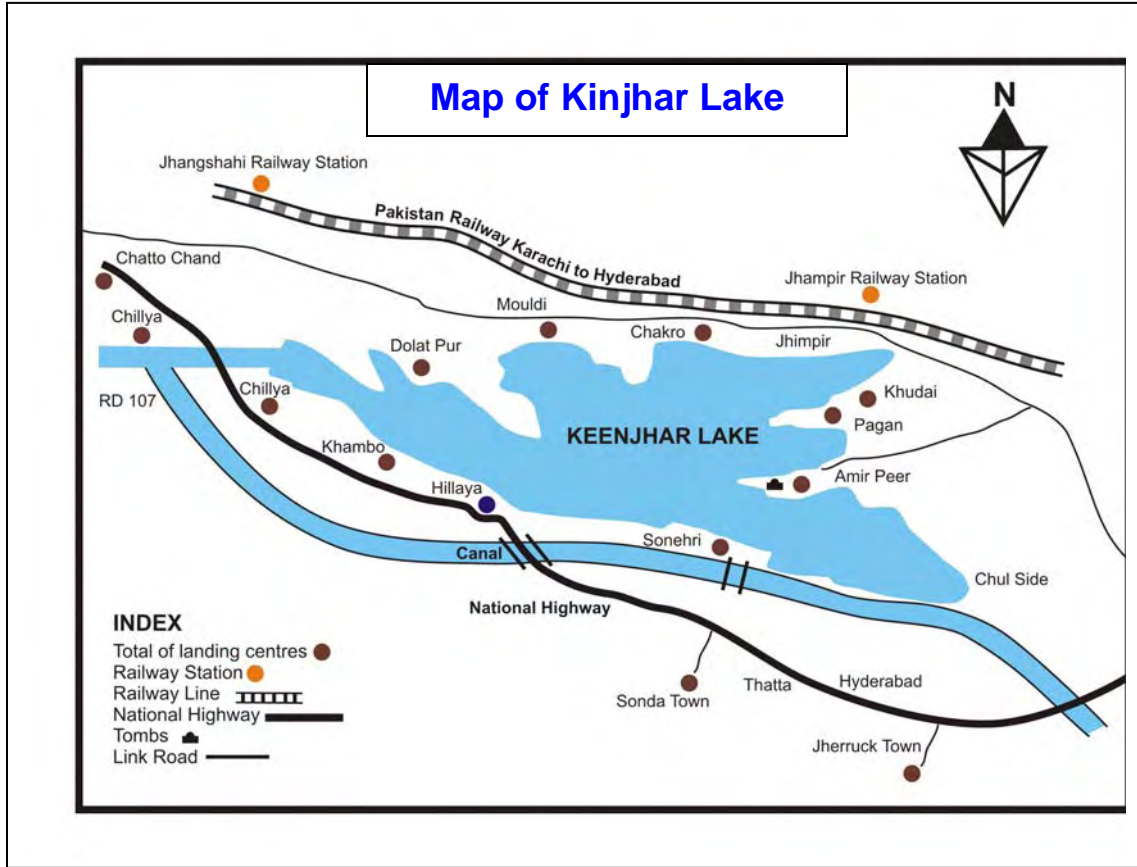 Map of Kinjhar Lake
N
Jhangshahi Railway Station
Pakistan Railway Karachi to Hyderabad
Chatto Chand
Jhampir Railway Station
Mouldi
Chillya
Chakro
Jhimpir
Dolat Pur
Chillya
RD 107
Khudai
Pagan
KEENJHAR LAKE
Khambo
Amir Peer
Hillaya
Sonehri
Canal
Chul Side
National Highway
INDEX
Total of landing centres
Railway Station
Railway Line
National Highway
Tombs
Link Road
Sonda Town
Thatta
Hyderabad
Jherruck Town